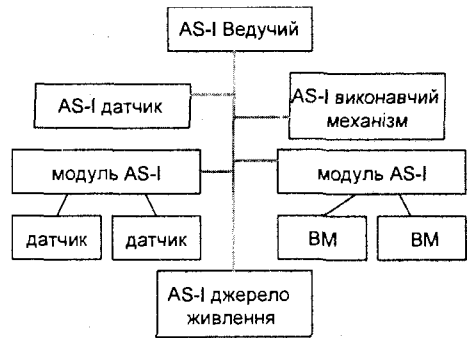 AS-I Ведучий
AS-I датчик
AS-I виконавчий
механізм
модуль AS-I
модуль AS-I
датчик
датчик
ВМ
ВМ
AS-I джерело
живлення